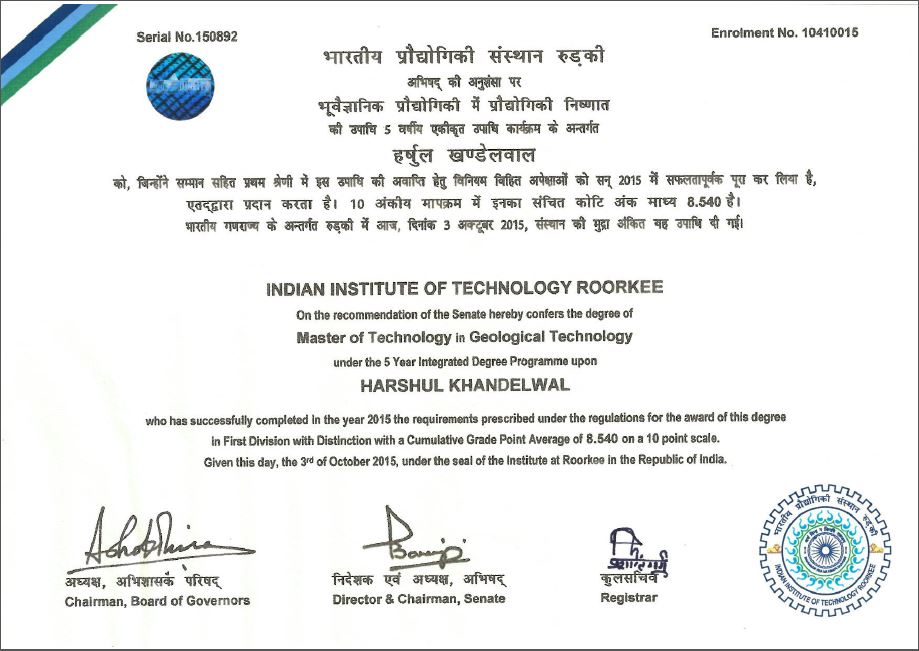 Serial No.150892
Enrolment No. 10410015
भारतीय प्रौद्योगिकी संस्थान रुड़की
अभिषद् की अनुशंसा पर
भूवैज्ञानिक प्रौद्योगिकी में प्रौद्योगिकी निष्णात
की उपाधि 5 वर्षीय एकीकृत उपाधि कार्यक्रम के अन्तर्गत
हर्षुल खण्डेलवाल
को, जिन्होंने सम्मान सहित प्रथम श्रेणी में इस उपाधि की अवाप्ति हेतु विनियम विहित अपेक्षाओं को सन् 2015 में सफलतापूर्वक पूरा कर लिया है,
एतद्द्वारा प्रदान करता है। 10 अंकीय मापक्रम में इनका संचित कोटि अंक माध्य 8.540 है।
भारतीय गणराज्य के अन्तर्गत रुड़की में आज, दिनांक 3 अक्टूबर 2015, संस्थान की मुद्रा अंकित यह उपाधि दी गई।
INDIAN INSTITUTE OF TECHNOLOGY ROORKEE
On the recommendation of the Senate hereby confers the degree of
Master of Technology in Geological Technology
under the 5 Year Integrated Degree Programme upon
HARSHUL KHANDELWAL
who has successfully completed in the year 2015 the requirements prescribed under the regulations for the award of this degree
in First Division with Distinction with a Cumulative Grade Point Average of 8.540 on a 10 point scale.
Given this day, the 3rd of October 2015, under the seal of the Institute at Roorkee in the Republic of India.
अध्यक्ष, अभिशासक परिषद्
Chairman, Board of Governors
निदेशक एवं अध्यक्ष, अभिषद्
Director & Chairman, Senate
कुलसचिव
Registrar
भारतीय प्रौद्योगिकी संस्थान रुड़की
INDIAN INSTITUTE OF TECHNOLOGY ROORKEE